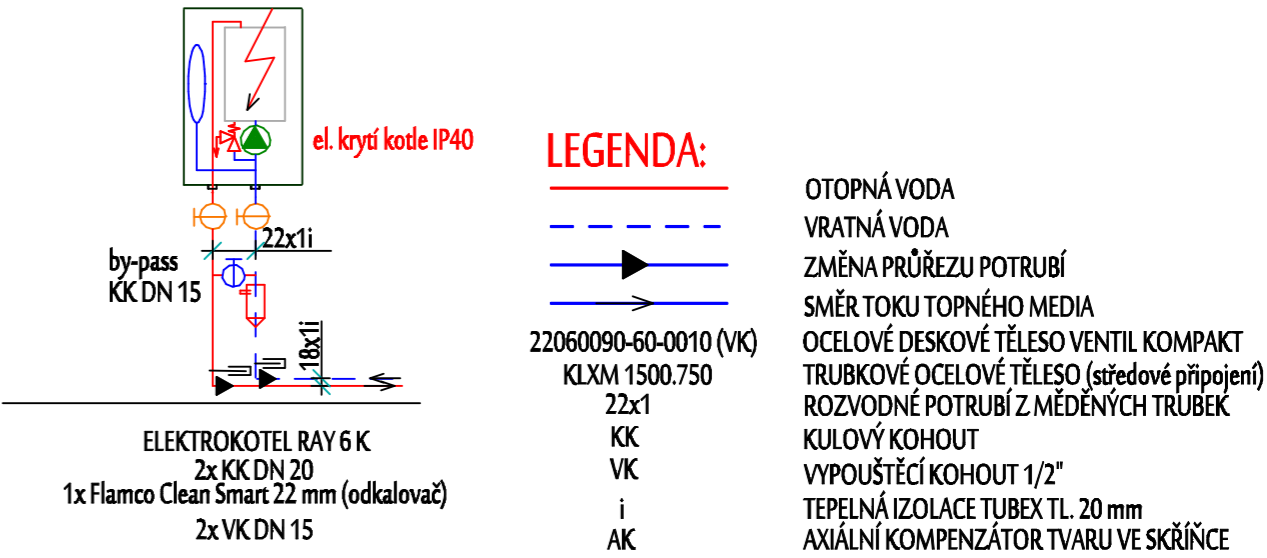 el. krytí kotle IP40
22x1i
by-pass
KK DN 15
18x1i
ELEKTROKOTEL RAY 6 K
2x KK DN 20
1x Flamco Clean Smart 22 mm (odkalovač)
2x VK DN 15
LEGENDA:
OTOPNÁ VODA
VRATNÁ VODA
ZMĚNA PRŮŘEZU POTRUBÍ
SMĚR TOKU TOPNÉHO MEDIA
22060090-60-0010 (VK) OCELOVÉ DESKOVÉ TĚLESO VENTIL KOMPAKT
KLXM 1500.750 TRUBKOVÉ OCELOVÉ TĚLESO (středové připojení)
22x1 ROZVODNÉ POTRUBÍ Z MĚDĚNÝCH TRUBEK
KK KULOVÝ KOHOUT
VK VYPOUŠTĚCÍ KOHOUT 1/2"
i TEPELNÁ IZOLACE TUBEX TL. 20 mm
AK AXIÁLNÍ KOMPENZÁTOR TVARU VE SKŘÍŇCE